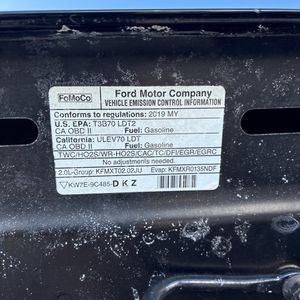 FoMoCo
Ford Motor Company
VEHICLE EMISSION CONTROL INFORMATION
Conforms to regulations: 2019 MY
U.S. EPA: T3B70 LDT2
CA OBD II Fuel: Gasoline
California: ULEV70 LDT
CA OBD II Fuel: Gasoline
TWC/HO2S/WR-HO2S/CAC/TC/DFI/EGR/EGRC
No adjustments needed.
2.0L-Group: KFMXT02.02JU Evap: KFMXR0135NDF
KW7E-9C485-DKZ